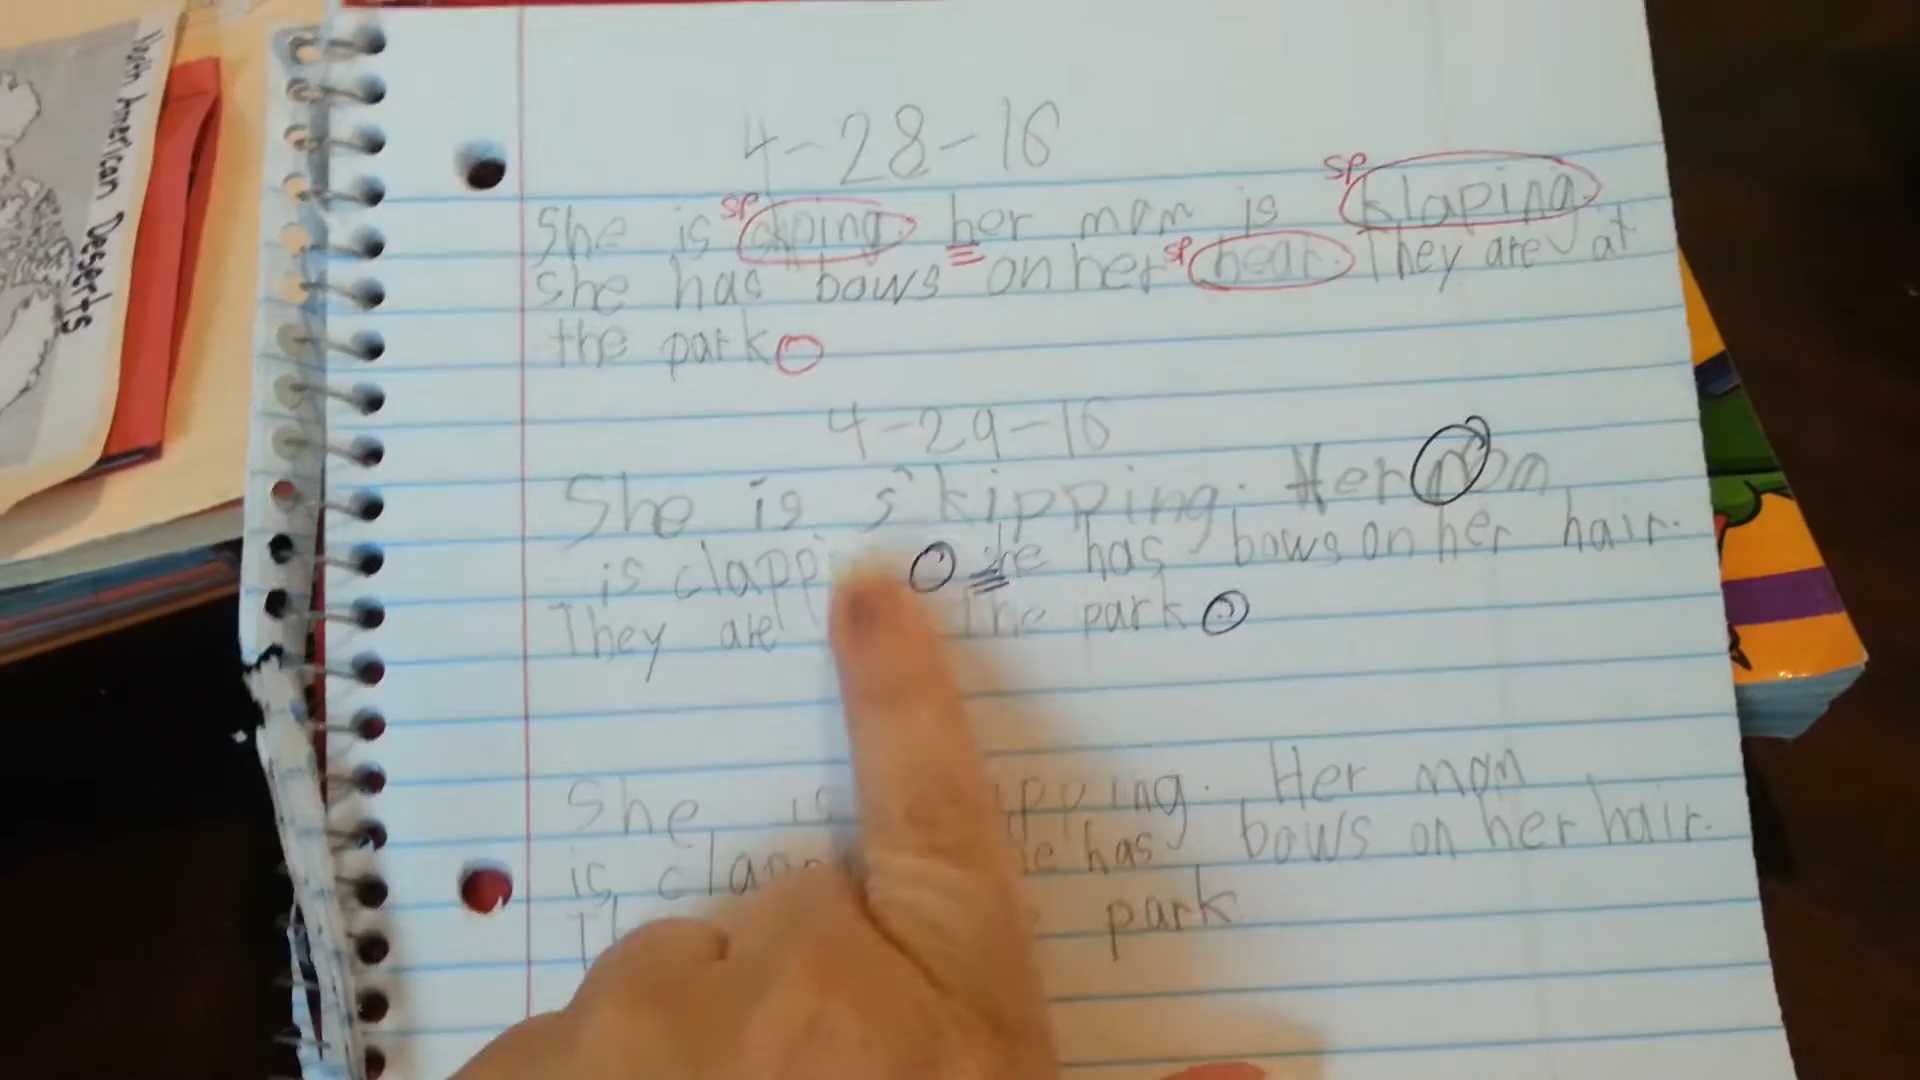 North American Deserts
4-28-16
sp sp
She is her mom is klaping.
sp
she has bows on her hear. They are at
the park
4-29-16
She is skipping. Her mom
is clapp he has bows on her hair.
They are the park
She is pping. Her mom
is clapp he has bows on her hair.
park